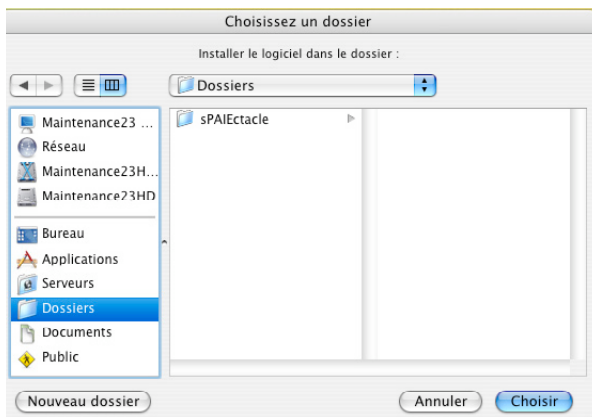 Choisissez un dossier
Installer le logiciel dans le dossier :
Dossiers
Maintenance23 ...
Réseau
Maintenance23H...
Maintenance23HD
Bureau
Applications
Serveurs
Dossiers
Documents
Public
sPAIEctacle
Nouveau dossier
Annuler
Choisir